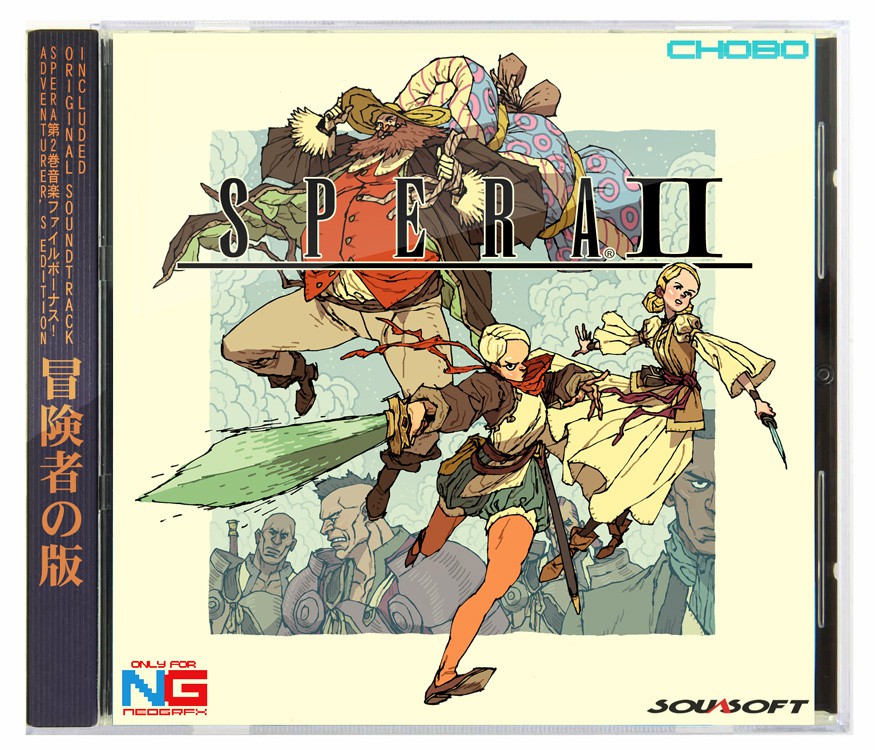 INCLUDED
ORIGINAL SOUNDTRACK
SPERA第2巻音楽ファイルボーナス!
ADVENTURER'S EDITION
冒険者の版
CHOBO
SPERA® II
ONLY FOR
NG
NEOGRFX
SOUASOFT